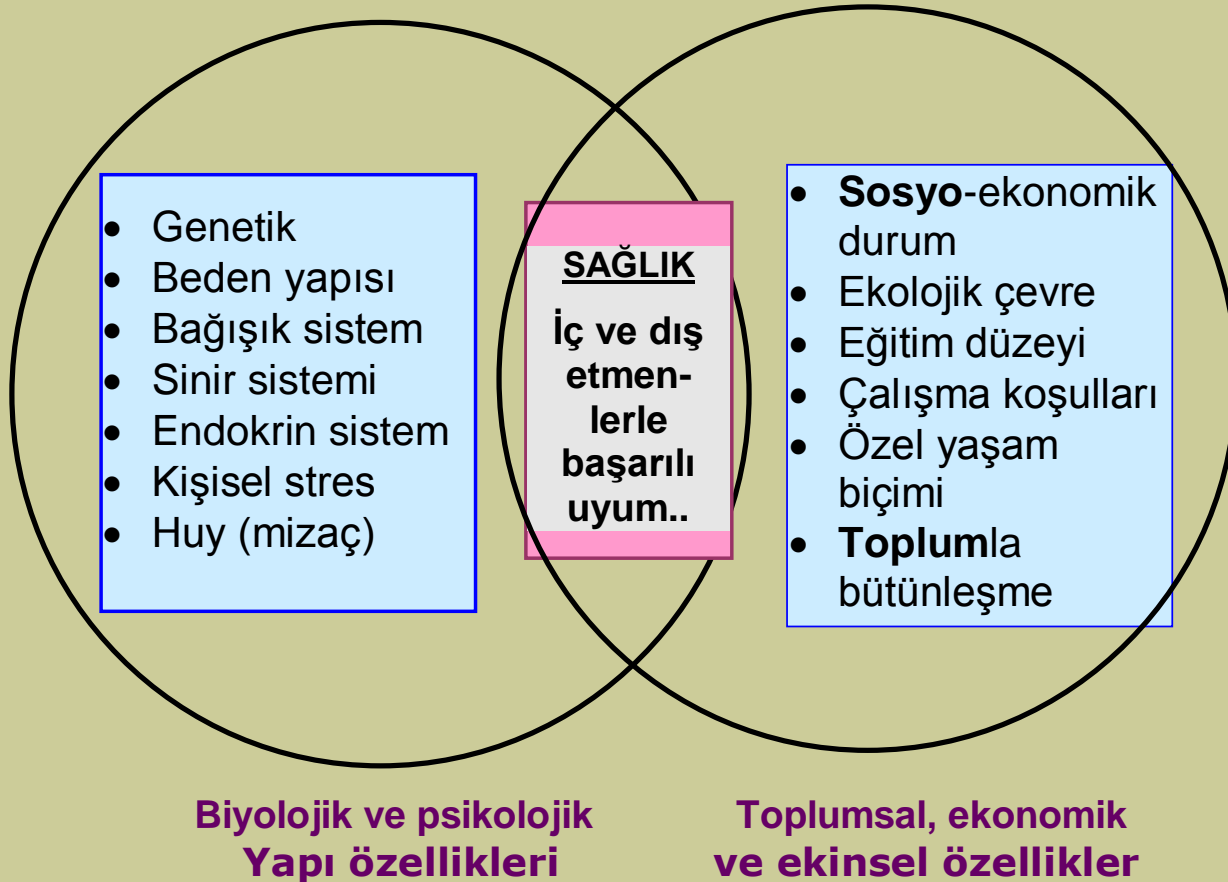 • Genetik
• Beden yapısı
• Bağışık sistem
• Sinir sistemi
• Endokrin sistem
• Kişisel stres
• Huy (mizaç)
SAĞLIK
İç ve dış
etmen-
lerle
başarılı
uyum..
• Sosyo-ekonomik
durum
• Ekolojik çevre
• Eğitim düzeyi
• Çalışma koşulları
• Özel yaşam
biçimi
• Toplumla
bütünleşme
Biyolojik ve psikolojik
Yapı özellikleri
Toplumsal, ekonomik
ve ekinsel özellikler